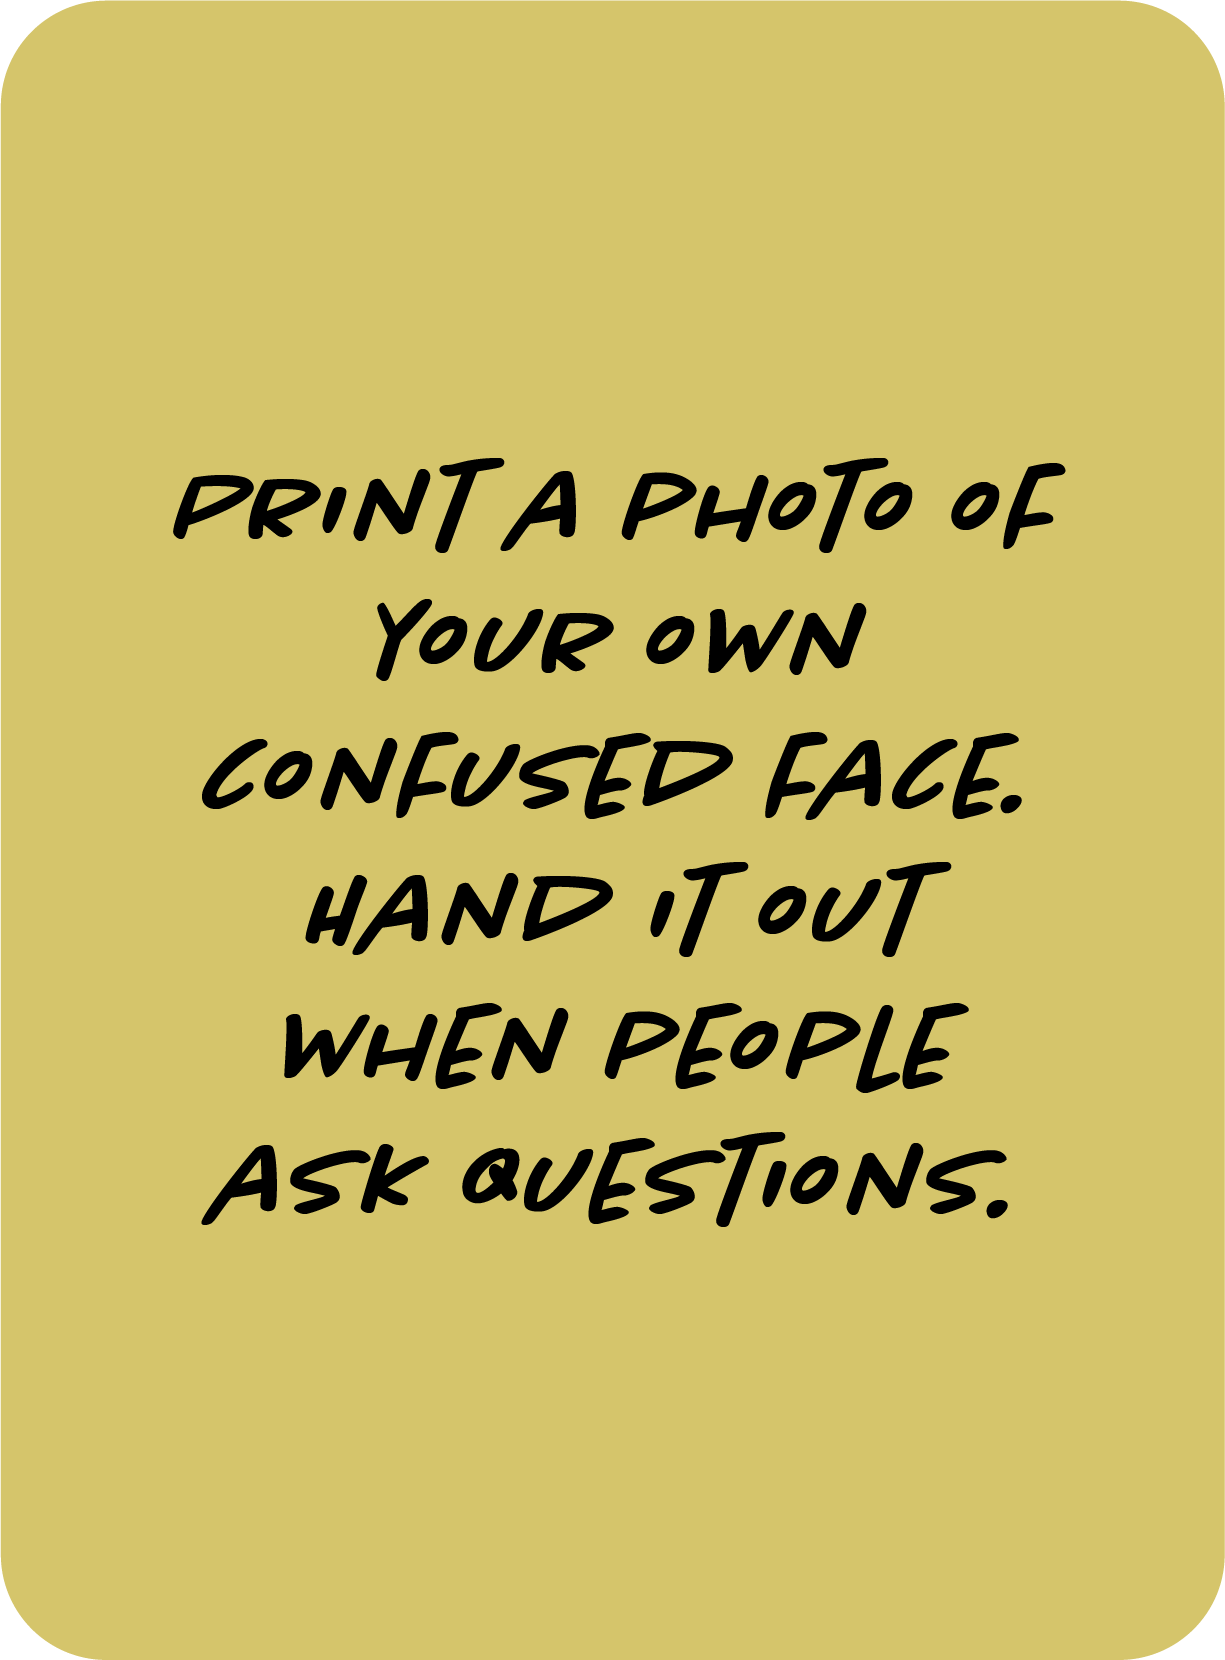 PRINT A PHOTO OF
YOUR OWN
CONFUSED FACE.
HAND IT OUT
WHEN PEOPLE
ASK QUESTIONS.